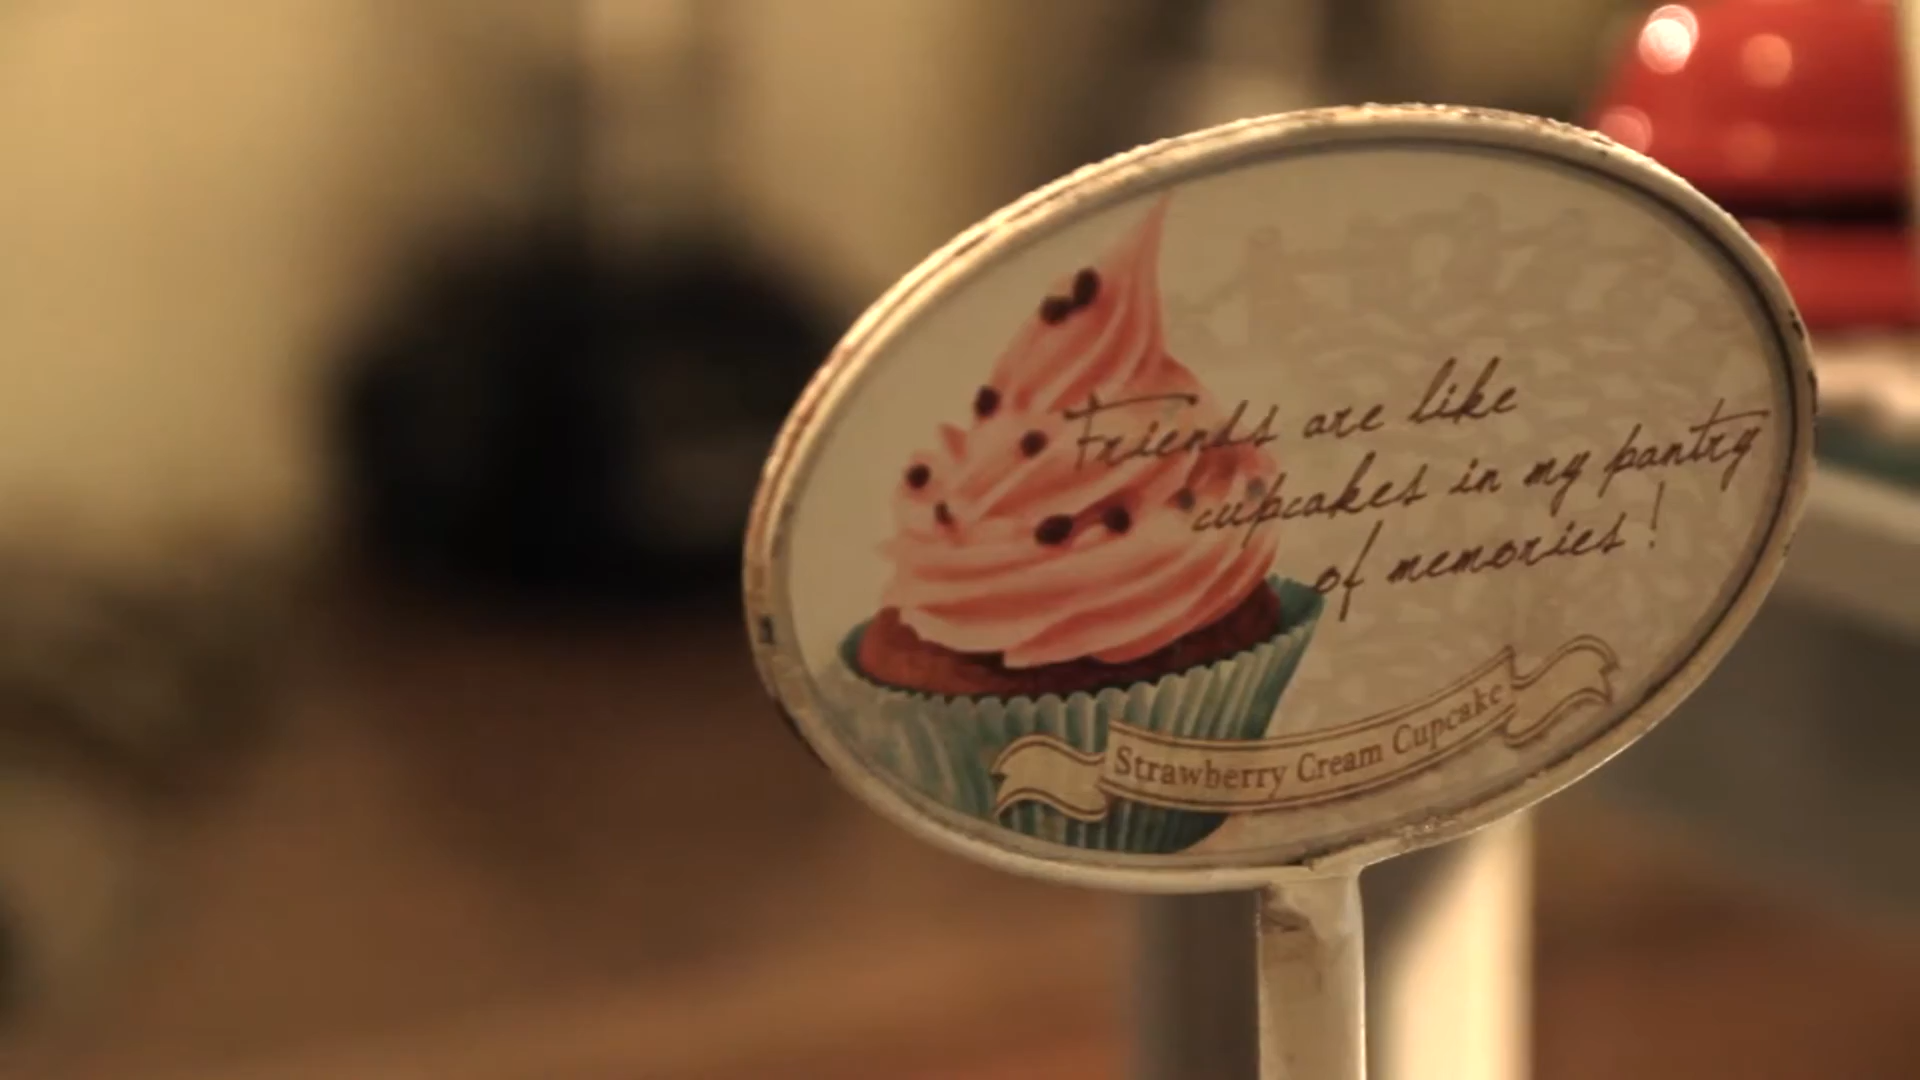 Friends are like
cupcakes in my pantry
of memories!
Strawberry Cream Cupcake